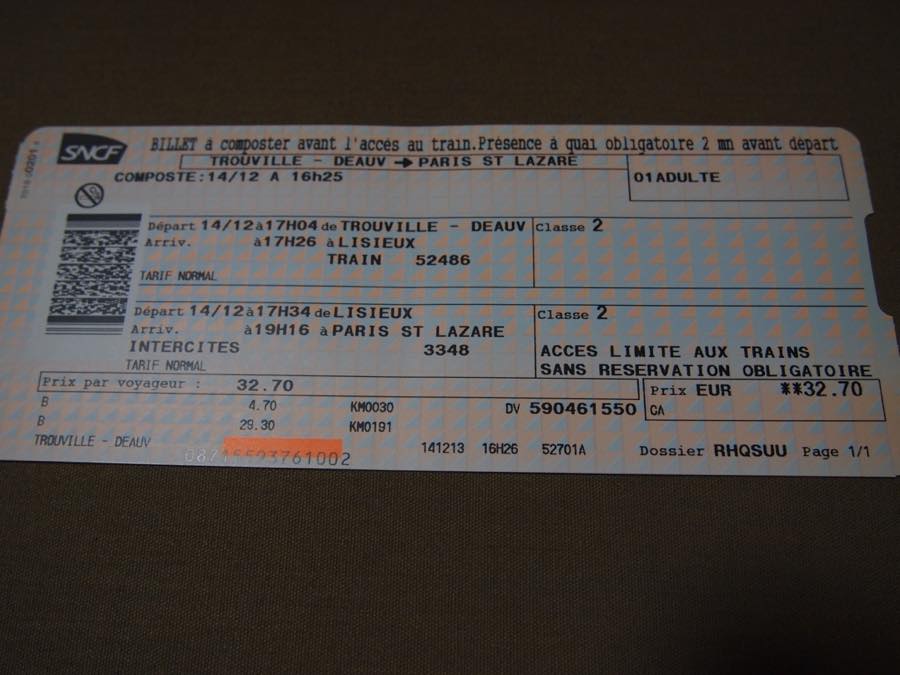 SNCF BILLET à composter avant l'accès au train.Présence à quai obligatoire 2 mn avant départ
TROUVILLE - DEAUV → PARIS ST LAZARE
COMPOSTE:14/12 A 16h25
01ADULTE
Départ 14/12 à 17H04 de TROUVILLE - DEAUV Classe 2
Arriv. à 17H26 à LISIEUX
TRAIN 52486
TARIF NORMAL
Départ 14/12 à 17H34 de LISIEUX Classe 2
Arriv. à 19H16 à PARIS ST LAZARE
INTERCITES 3348 ACCES LIMITE AUX TRAINS
TARIF NORMAL SANS RESERVATION OBLIGATOIRE
Prix par voyageur : 32.70 Prix EUR **32.70
B 4.70 KM0030 DV 590461550 CA
B 29.30 KM0191
TROUVILLE - DEAUV 141213 16H26 52701A Dossier RHQSUU Page 1/1